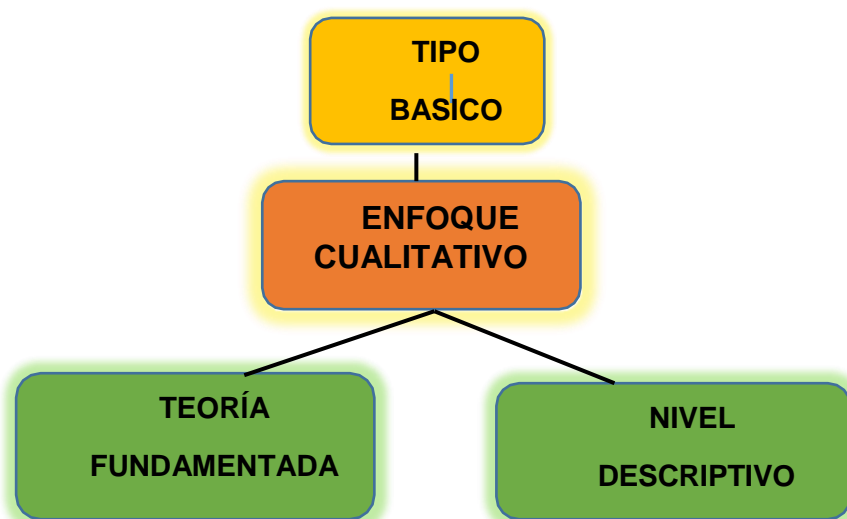 TIPO
BASICO
ENFOQUE
CUALITATIVO
TEORÍA
FUNDAMENTADA
NIVEL
DESCRIPTIVO